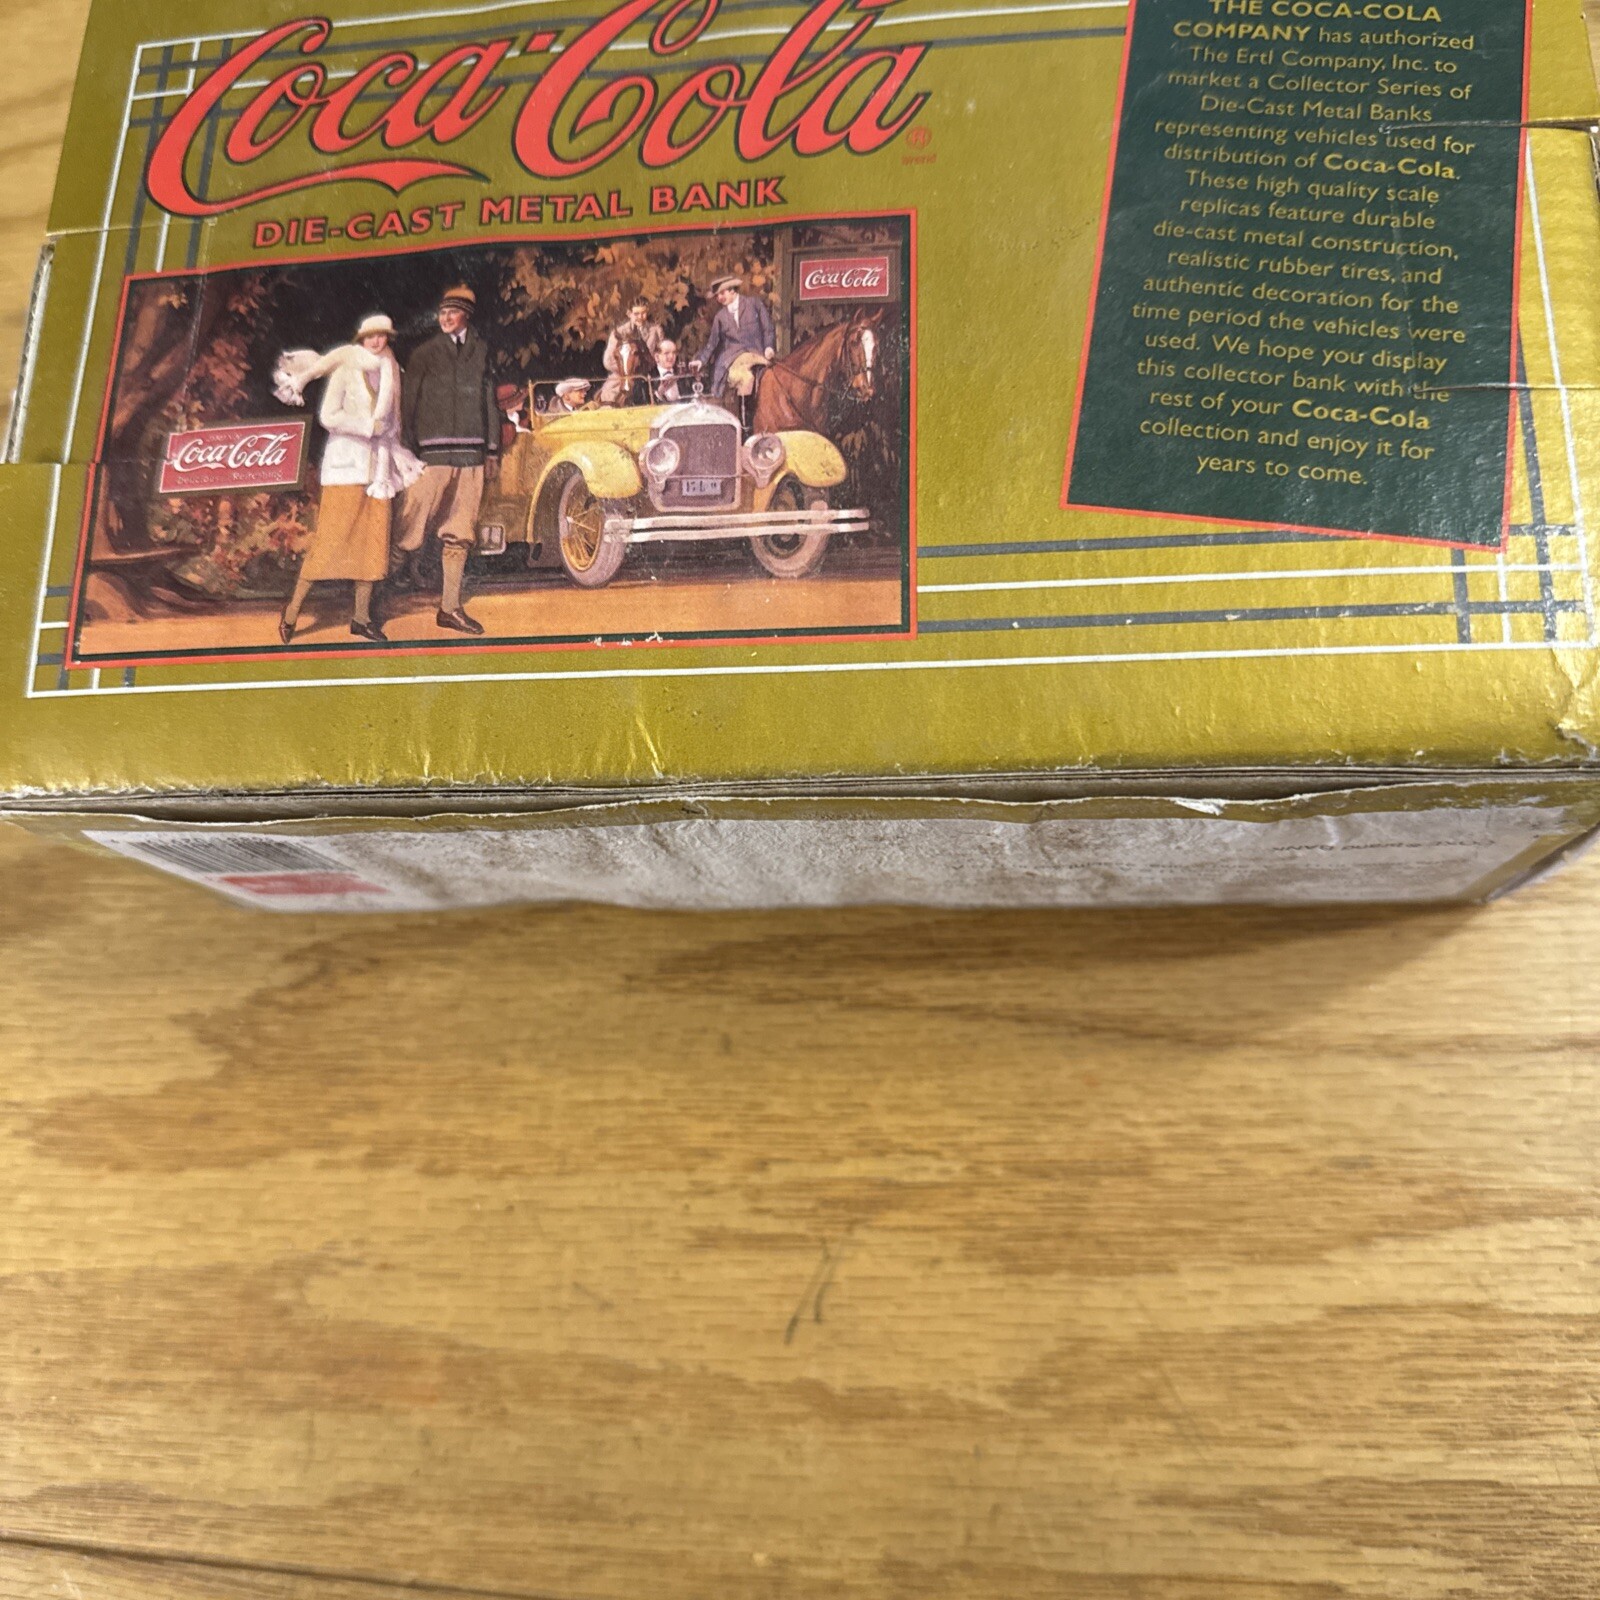 Coca-Cola
DIE-CAST METAL BANK
Coca-Cola
Coca-Cola
THE COCA-COLA
COMPANY has authorized
The Ertl Company, Inc. to
market a Collector Series of
Die-Cast Metal Banks
representing vehicles used for
distribution of Coca-Cola.
These high quality scale
replicas feature durable
die-cast metal construction,
realistic rubber tires, and
authentic decoration for the
time period the vehicles were
used. We hope you display
this collector bank with the
rest of your Coca-Cola
collection and enjoy it for
years to come.